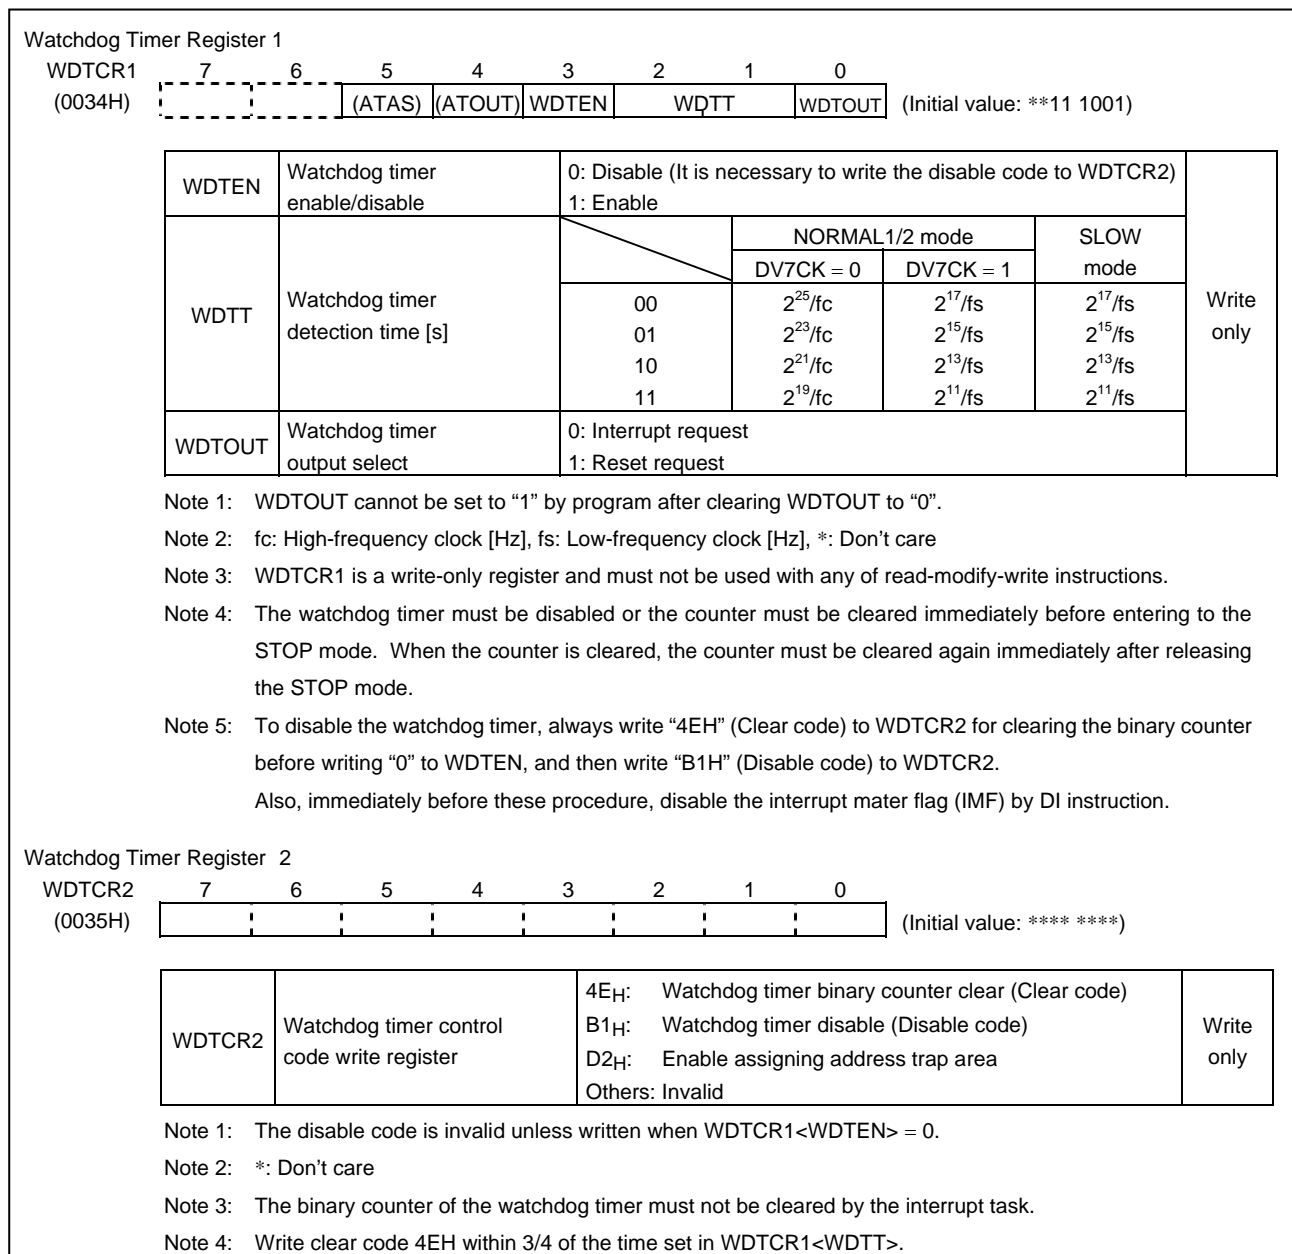 Watchdog Timer Register 1
WDTCR1 7 6 5 4 3 2 1 0
(0034H) (ATAS) (ATOUT) WDTEN WDTT WDTOUT (Initial value: **11 1001)
WDTEN Watchdog timer enable/disable 0: Disable (It is necessary to write the disable code to WDTCR2)
1: Enable
NORMAL1/2 mode SLOW mode
DV7CK = 0 DV7CK = 1
WDTT Watchdog timer detection time [s]
00 2^25/fc 2^17/fs 2^17/fs
01 2^23/fc 2^15/fs 2^15/fs
10 2^21/fc 2^13/fs 2^13/fs
11 2^19/fc 2^11/fs 2^11/fs
Write only
WDTOUT Watchdog timer output select 0: Interrupt request
1: Reset request
Note 1: WDTOUT cannot be set to “1” by program after clearing WDTOUT to “0”.
Note 2: fc: High-frequency clock [Hz], fs: Low-frequency clock [Hz], *: Don’t care
Note 3: WDTCR1 is a write-only register and must not be used with any of read-modify-write instructions.
Note 4: The watchdog timer must be disabled or the counter must be cleared immediately before entering to the
STOP mode. When the counter is cleared, the counter must be cleared again immediately after releasing
the STOP mode.
Note 5: To disable the watchdog timer, always write “4EH” (Clear code) to WDTCR2 for clearing the binary counter
before writing “0” to WDTEN, and then write “B1H” (Disable code) to WDTCR2.
Also, immediately before these procedure, disable the interrupt mater flag (IMF) by DI instruction.
Watchdog Timer Register 2
WDTCR2 7 6 5 4 3 2 1 0
(0035H) (Initial value: **** ****)
WDTCR2 Watchdog timer control code write register
4EH: Watchdog timer binary counter clear (Clear code)
B1H: Watchdog timer disable (Disable code)
D2H: Enable assigning address trap area
Others: Invalid
Write only
Note 1: The disable code is invalid unless written when WDTCR1<WDTEN> = 0.
Note 2: *: Don’t care
Note 3: The binary counter of the watchdog timer must not be cleared by the interrupt task.
Note 4: Write clear code 4EH within 3/4 of the time set in WDTCR1<WDTT>.